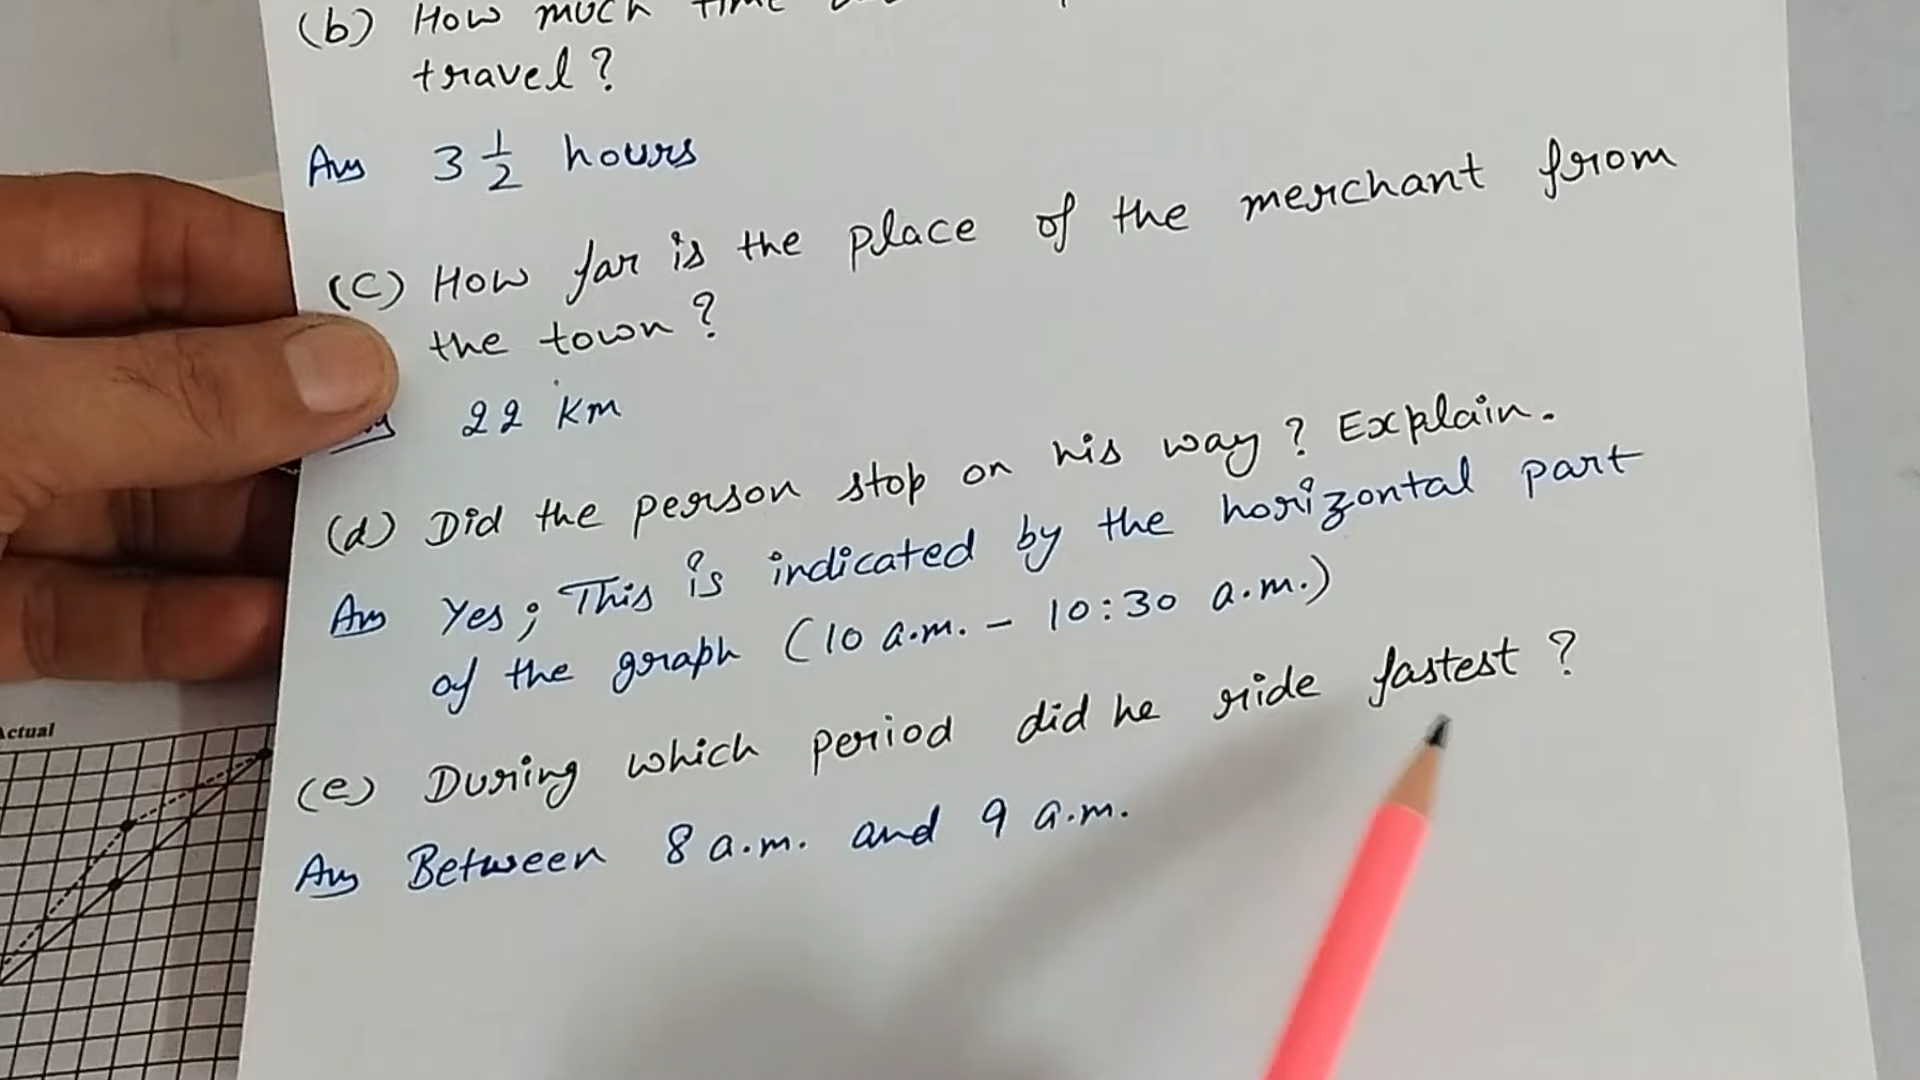 (b) How much time
travel?
Ans 3 1/2 hours
(c) How far is the place of the merchant from
the town?
22 km
(d) Did the person stop on his way? Explain.
Ans Yes; This is indicated by the horizontal part
of the graph (10 a.m. - 10:30 a.m.)
(e) During which period did he ride fastest?
Ans Between 8 a.m. and 9 a.m.
Actual